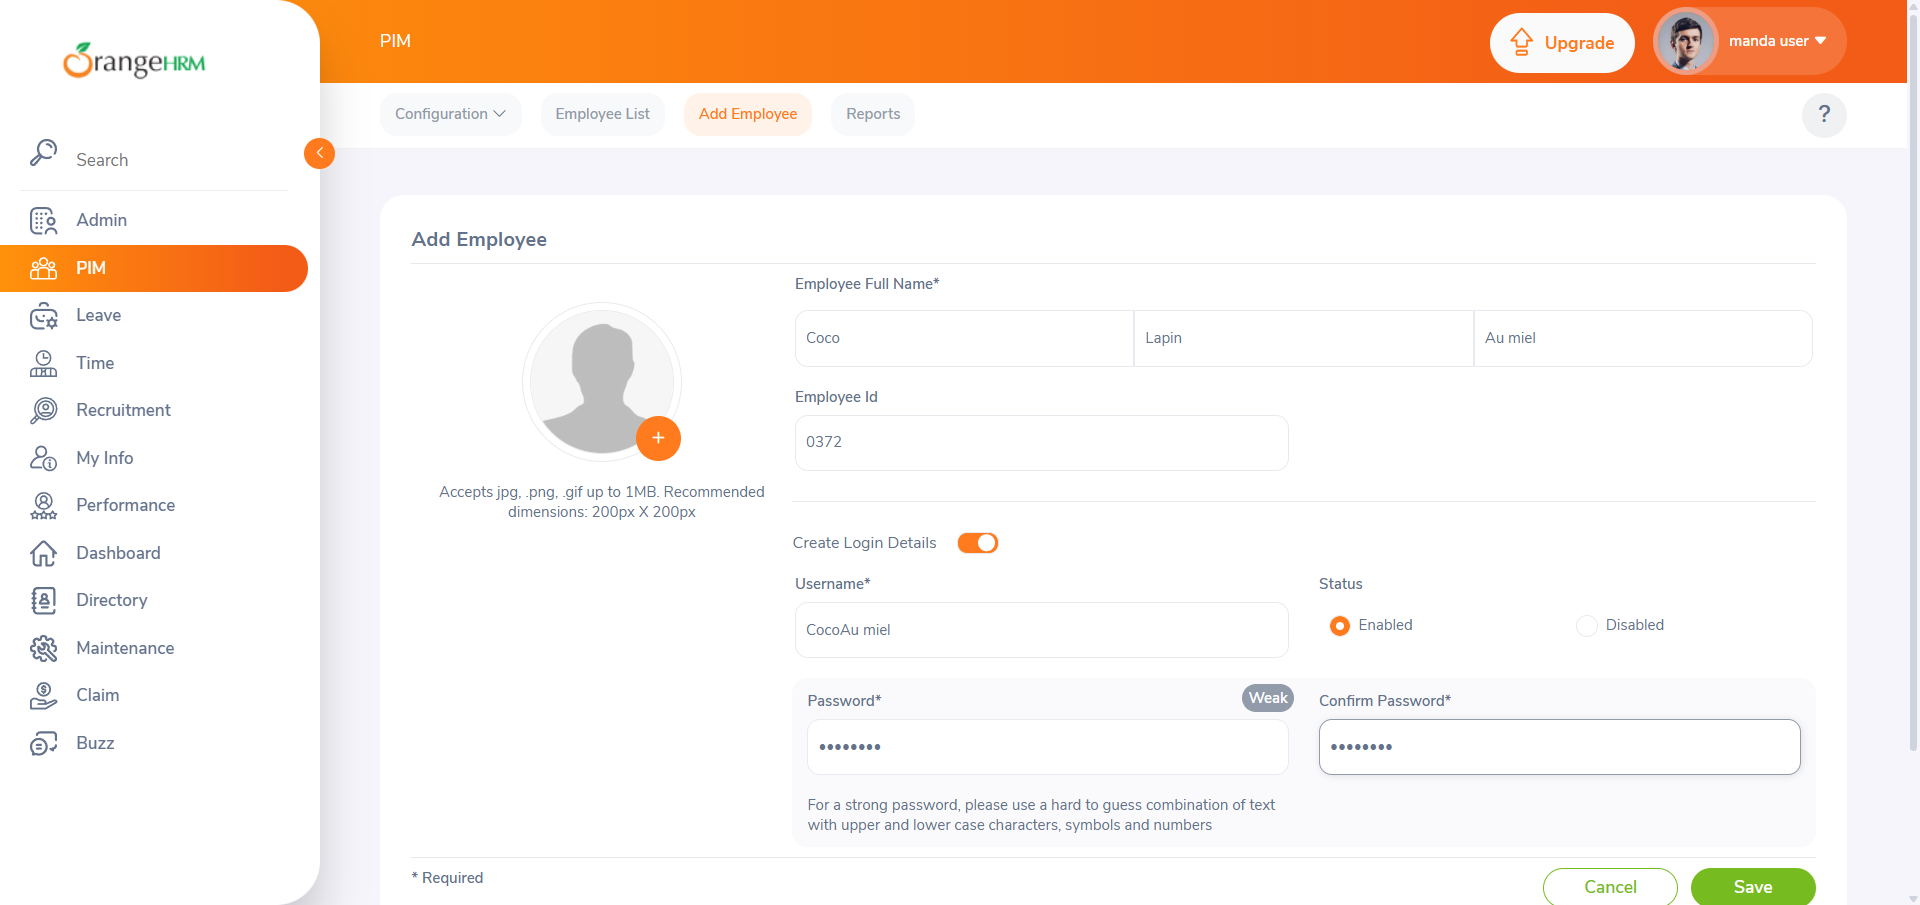 OrangeHRM
PIM
Upgrade
manda user
Configuration
Employee List
Add Employee
Reports
?
Search
Admin
PIM
Leave
Time
Recruitment
My Info
Performance
Dashboard
Directory
Maintenance
Claim
Buzz
Add Employee
Accepts jpg, .png, .gif up to 1MB. Recommended
dimensions: 200px X 200px
Employee Full Name*
Coco
Lapin
Au miel
Employee Id
0372
Create Login Details
Username*
CocoAu miel
Status
Enabled
Disabled
Password*
Weak
••••••••
Confirm Password*
••••••••
For a strong password, please use a hard to guess combination of text
with upper and lower case characters, symbols and numbers
* Required
Cancel
Save